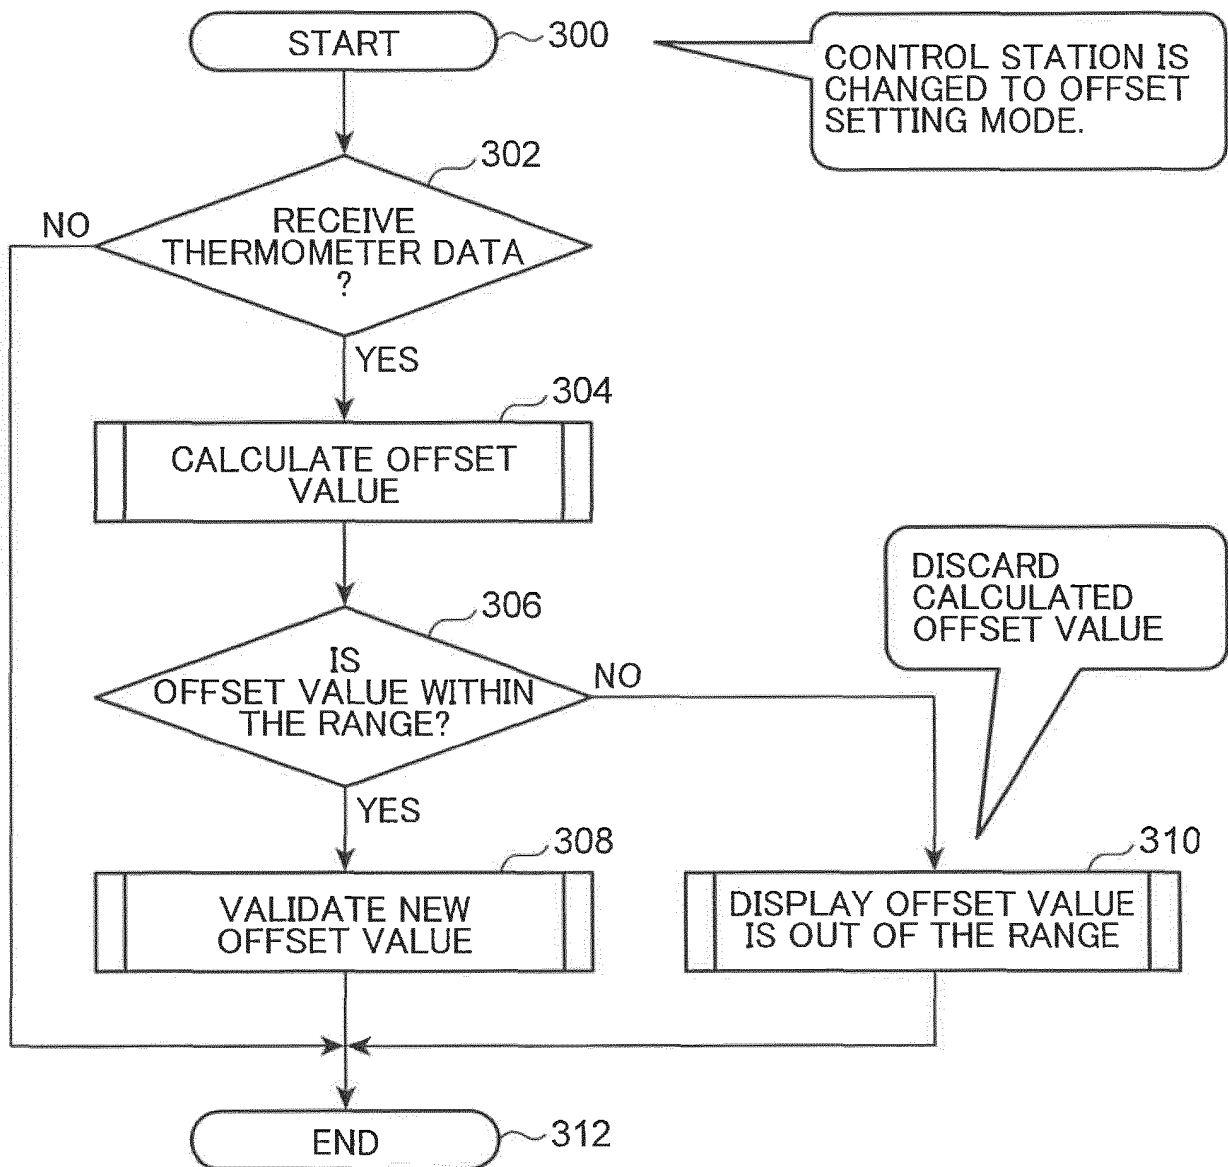 START
300
CONTROL STATION IS
CHANGED TO OFFSET
SETTING MODE.
302
NO
RECEIVE
THERMOMETER DATA
?
YES
304
CALCULATE OFFSET
VALUE
DISCARD
CALCULATED
OFFSET VALUE
306
IS
OFFSET VALUE WITHIN
THE RANGE?
NO
YES
308
VALIDATE NEW
OFFSET VALUE
310
DISPLAY OFFSET VALUE
IS OUT OF THE RANGE
END
312